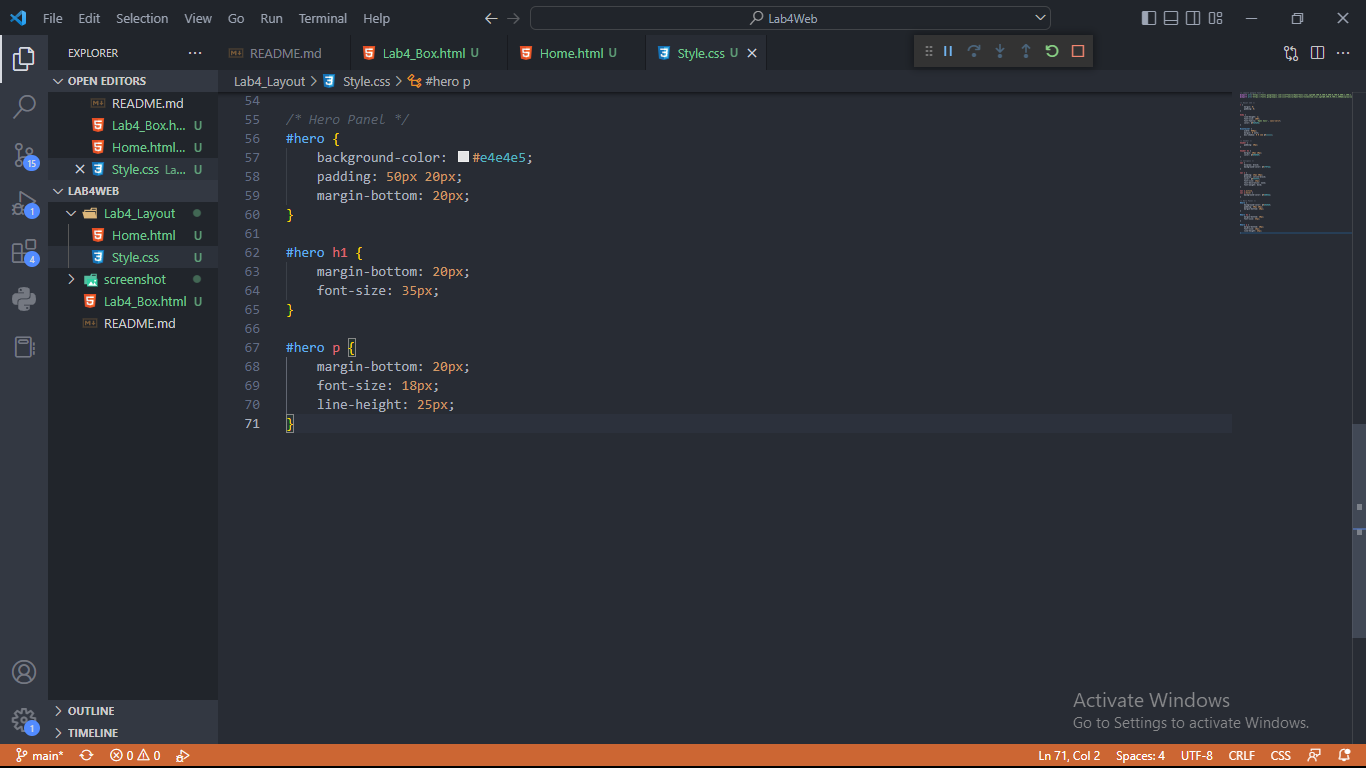 File Edit Selection View Go Run Terminal Help
Lab4Web
EXPLORER
README.md
Lab4_Box.html U
Home.html U
Style.css U
OPEN EDITORS
README.md
Lab4_Box.h... U
Home.html... U
Style.css La... U
LAB4WEB
Lab4_Layout
Home.html U
Style.css U
screenshot
Lab4_Box.html U
README.md
OUTLINE
TIMELINE
15
1
4
1
Lab4_Layout > Style.css > #hero p
54
55 /* Hero Panel */
56 #hero {
57 background-color: #e4e4e5;
58 padding: 50px 20px;
59 margin-bottom: 20px;
60 }
61
62 #hero h1 {
63 margin-bottom: 20px;
64 font-size: 35px;
65 }
66
67 #hero p {
68 margin-bottom: 20px;
69 font-size: 18px;
70 line-height: 25px;
71 }
Activate Windows
Go to Settings to activate Windows.
main* 0 0
Ln 71, Col 2 Spaces: 4 UTF-8 CRLF CSS